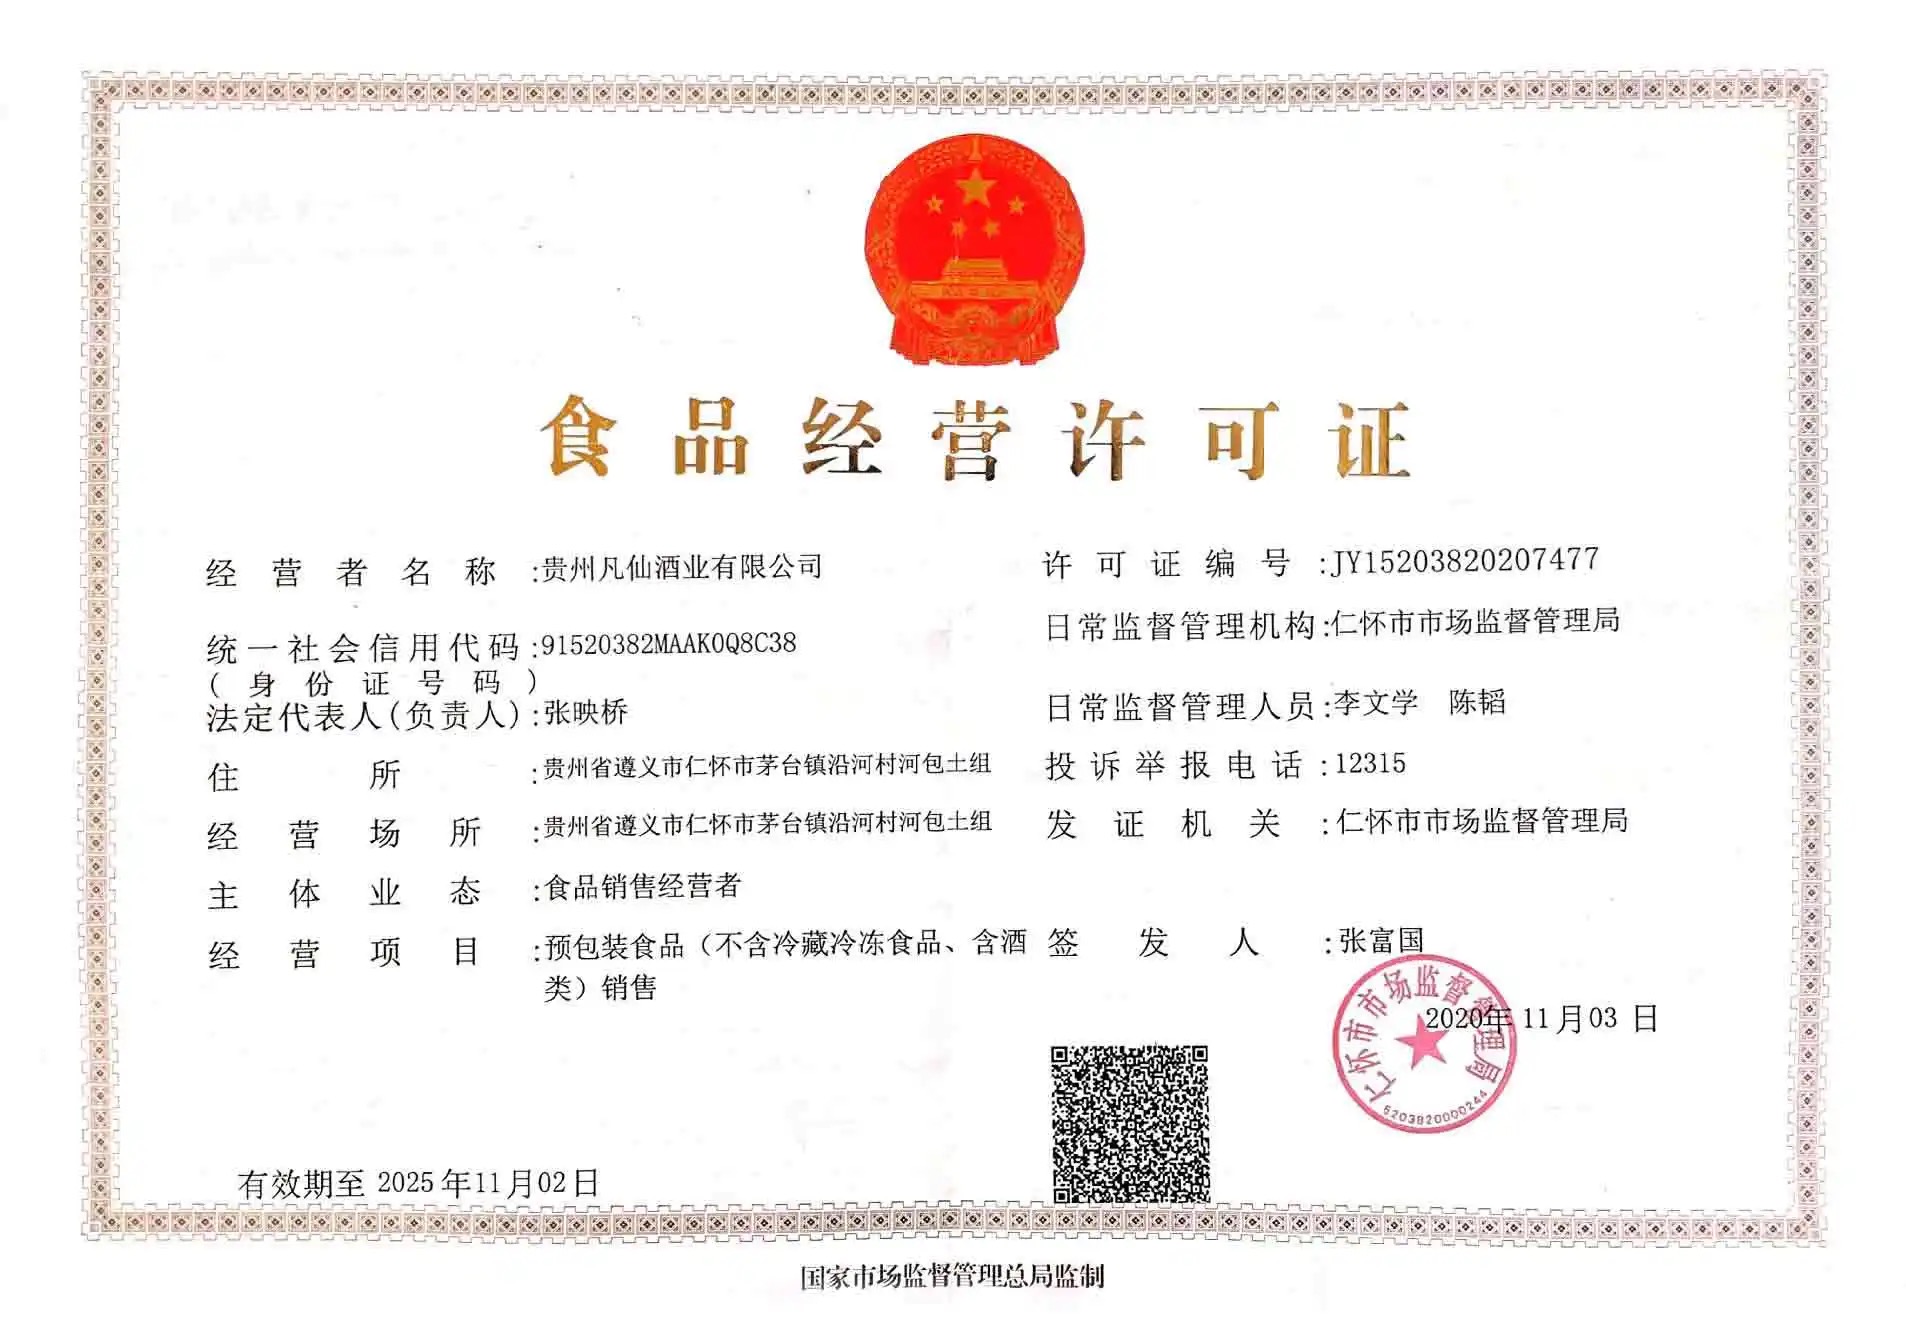 食品经营许可证
经营者名称:贵州凡仙酒业有限公司
统一社会信用代码:91520382MAAK0Q8C38
(身份证号码)
法定代表人(负责人):张映桥
住所:贵州省遵义市仁怀市茅台镇沿河村河包土组
经营场所:贵州省遵义市仁怀市茅台镇沿河村河包土组
主体业态:食品销售经营者
经营项目:预包装食品（不含冷藏冷冻食品、含酒
类）销售
许可证编号:JY15203820207477
日常监督管理机构:仁怀市市场监督管理局
日常监督管理人员:李文学 陈韬
投诉举报电话:12315
发证机关:仁怀市市场监督管理局
签发人:张富国
2020年11月03日
仁怀市市场监督管理局
5203820000244
有效期至2025年11月02日
国家市场监督管理总局监制